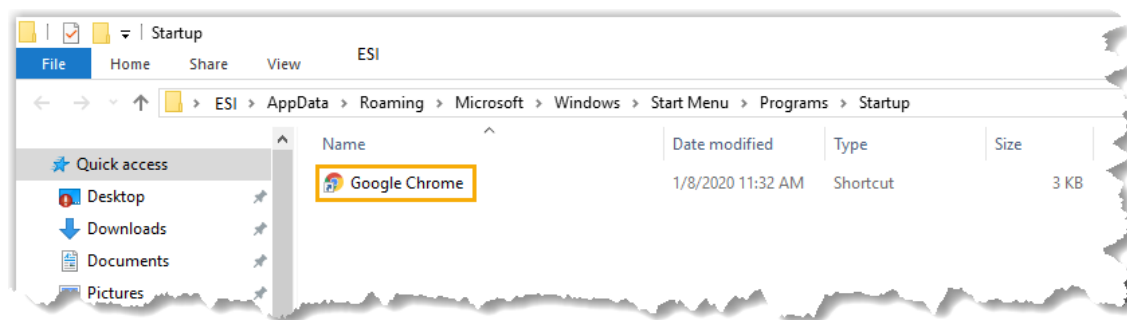 Startup
File Home Share View ESI
ESI > AppData > Roaming > Microsoft > Windows > Start Menu > Programs > Startup
Name Date modified Type Size
Quick access
Google Chrome 1/8/2020 11:32 AM Shortcut 3 KB
Desktop
Downloads
Documents
Pictures